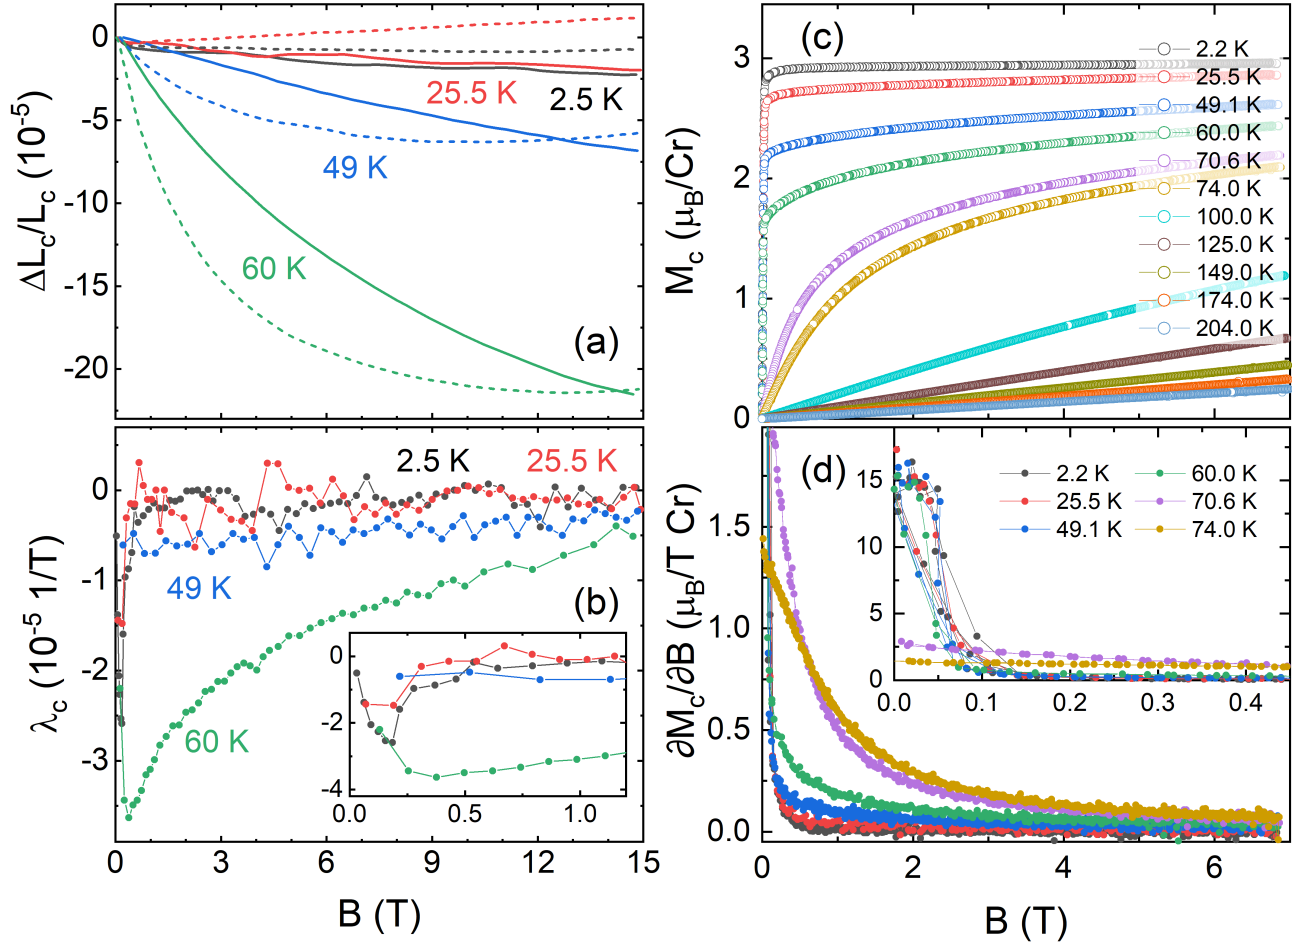 0
-5
-10
-15
-20
ΔL_c/L_c (10^-5)
25.5 K
2.5 K
49 K
60 K
(a)
0
2
4
6
3
2
1
0
M_c (μ_B/Cr)
(c)
2.2 K
25.5 K
49.1 K
60.0 K
70.6 K
74.0 K
100.0 K
125.0 K
149.0 K
174.0 K
204.0 K
0
-1
-2
-3
λ_c (10^-5 1/T)
2.5 K
25.5 K
49 K
60 K
(b)
0
-2
-4
0.0
0.5
1.0
0
3
6
9
12
15
B (T)
1.5
1.0
0.5
0.0
∂M_c/∂B (μ_B/T Cr)
(d)
15
10
5
0
0.0
0.1
0.2
0.3
0.4
2.2 K
60.0 K
25.5 K
70.6 K
49.1 K
74.0 K
0
2
4
6
B (T)